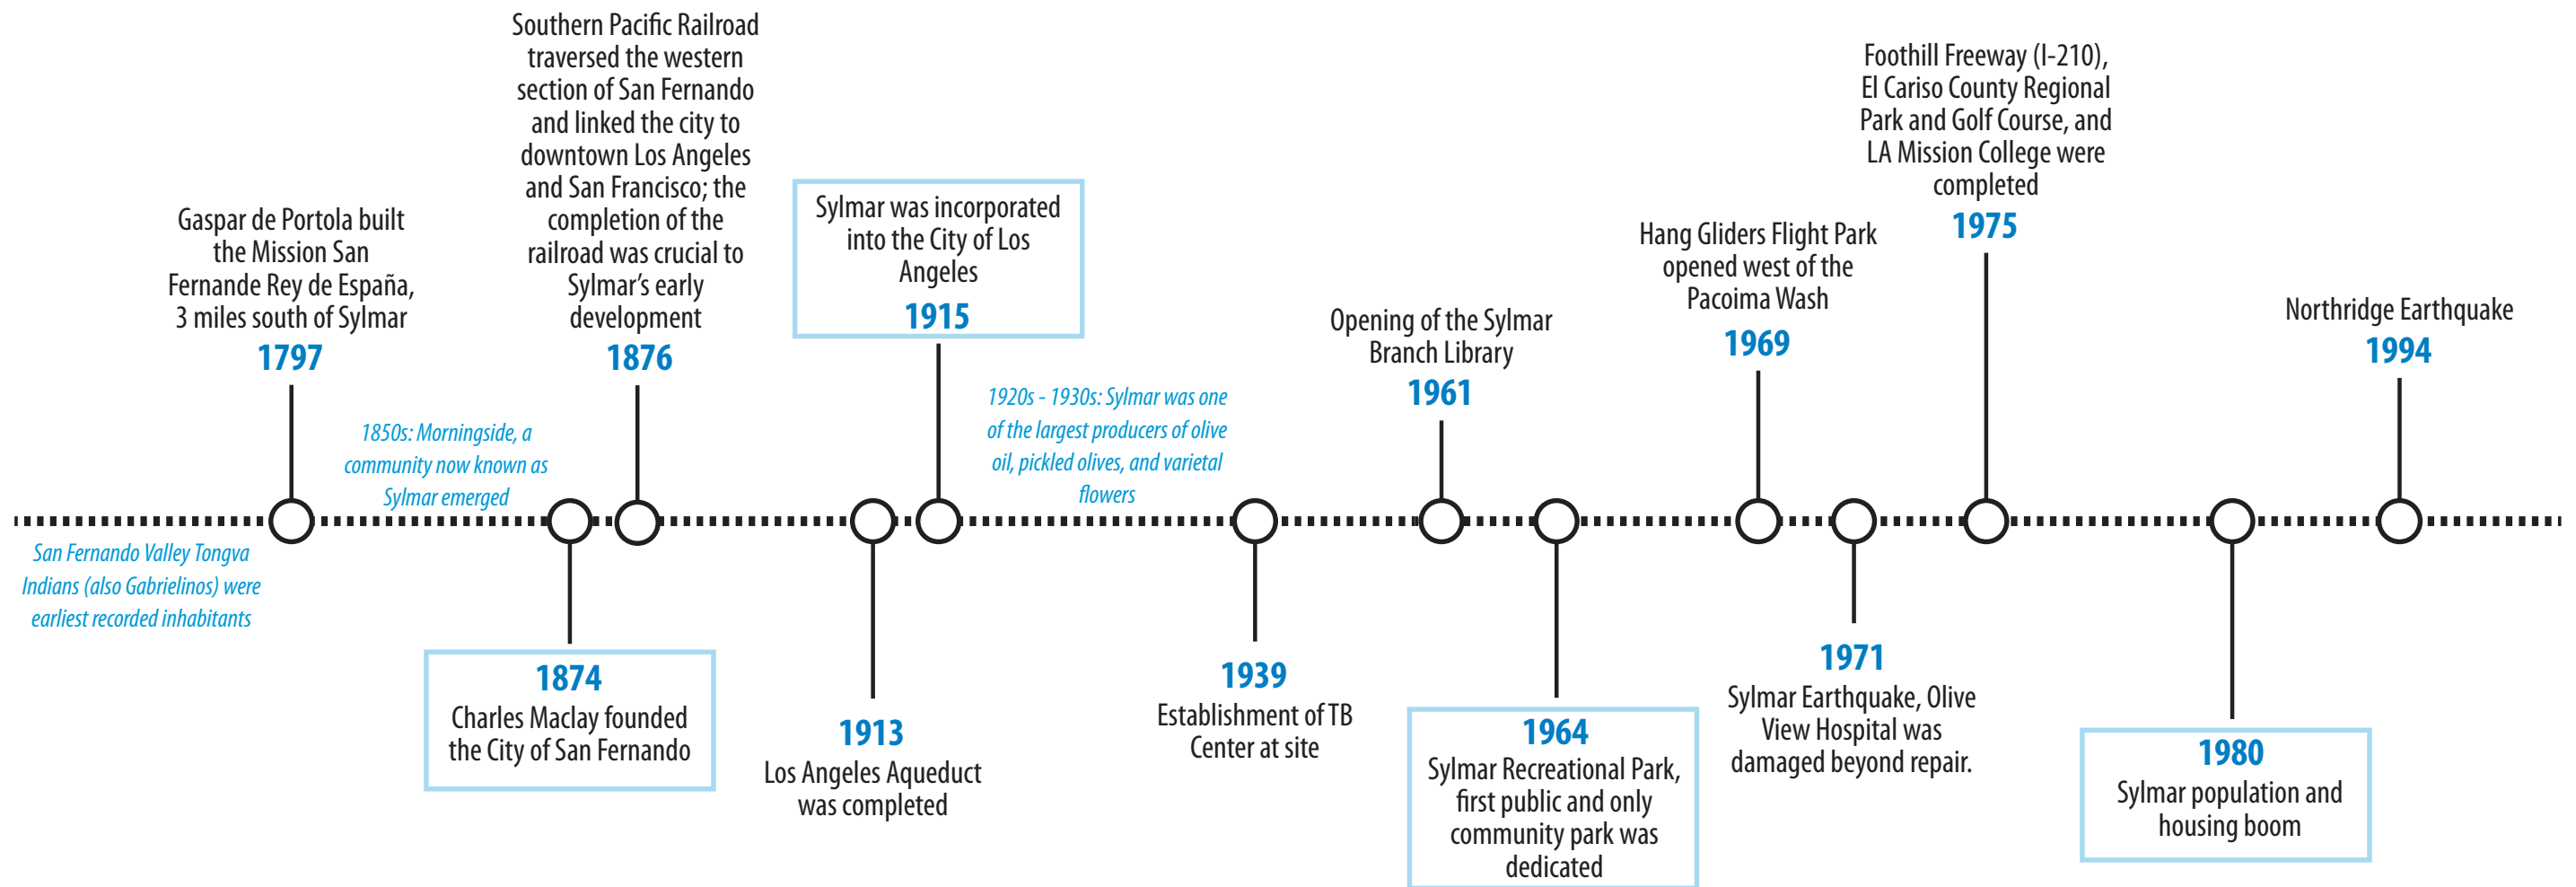 Gaspar de Portola built
the Mission San
Fernande Rey de España,
3 miles south of Sylmar
1797
Southern Pacific Railroad
traversed the western
section of San Fernando
and linked the city to
downtown Los Angeles
and San Francisco; the
completion of the
railroad was crucial to
Sylmar’s early
development
1876
Sylmar was incorporated
into the City of Los
Angeles
1915
Opening of the Sylmar
Branch Library
1961
Hang Gliders Flight Park
opened west of the
Pacoima Wash
1969
Foothill Freeway (I-210),
El Cariso County Regional
Park and Golf Course, and
LA Mission College were
completed
1975
Northridge Earthquake
1994
1850s: Morningside, a
community now known as
Sylmar emerged
1920s - 1930s: Sylmar was one
of the largest producers of olive
oil, pickled olives, and varietal
flowers
San Fernando Valley Tongva
Indians (also Gabrielinos) were
earliest recorded inhabitants
1874
Charles Maclay founded
the City of San Fernando
1913
Los Angeles Aqueduct
was completed
1939
Establishment of TB
Center at site
1964
Sylmar Recreational Park,
first public and only
community park was
dedicated
1971
Sylmar Earthquake, Olive
View Hospital was
damaged beyond repair.
1980
Sylmar population and
housing boom